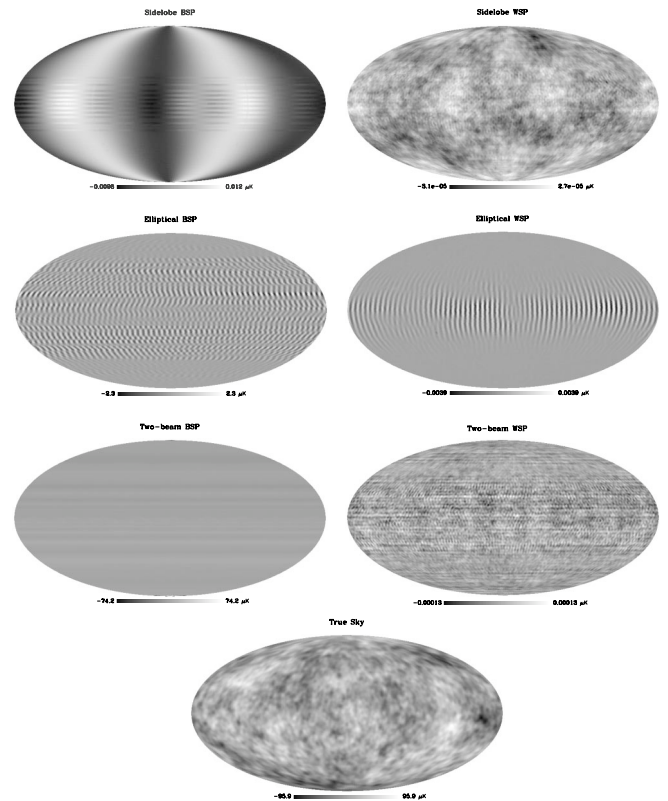 Sidelobe BSP
Sidelobe WSP
-0.0098 0.012 μK
-3.1e-05 2.7e-05 μK
Elliptical BSP
Elliptical WSP
-2.3 2.3 μK
-0.0039 0.0039 μK
Two-beam BSP
Two-beam WSP
-74.2 74.2 μK
-0.00013 0.00013 μK
True Sky
-95.9 95.9 μK